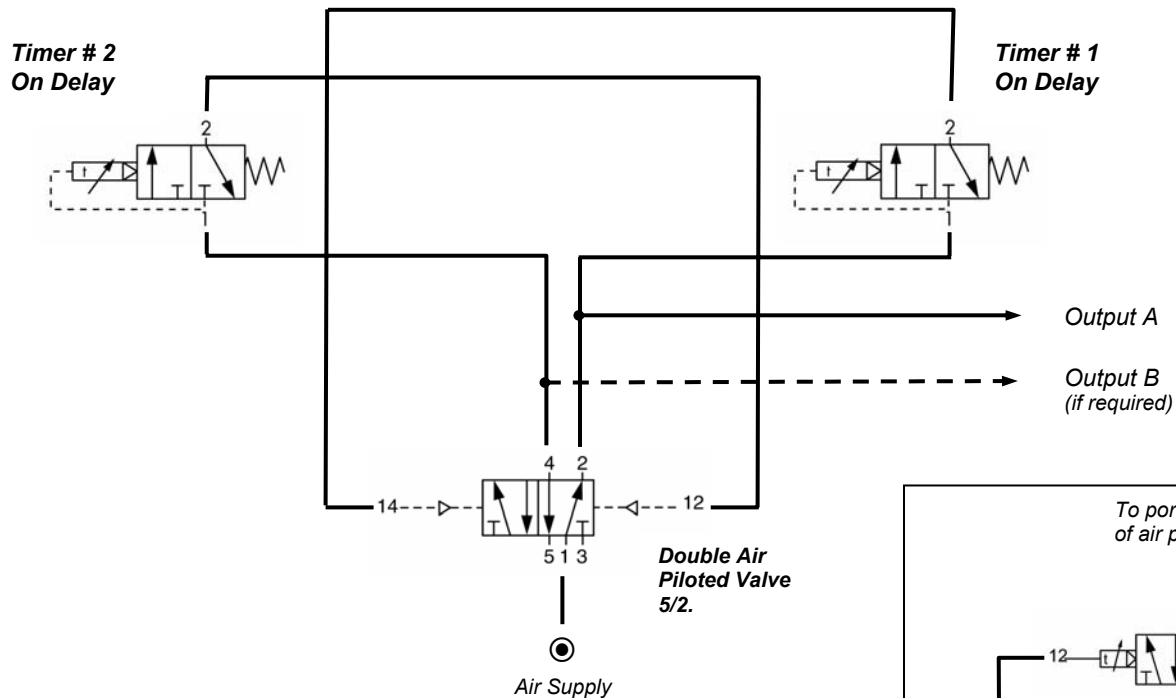 Timer # 2
On Delay
Timer # 1
On Delay
2
2
t
t
Output A
Output B
(if required)
4 2
14
12
5 1 3
Double Air
Piloted Valve
5/2.
Air Supply
To por
of air p
12
t